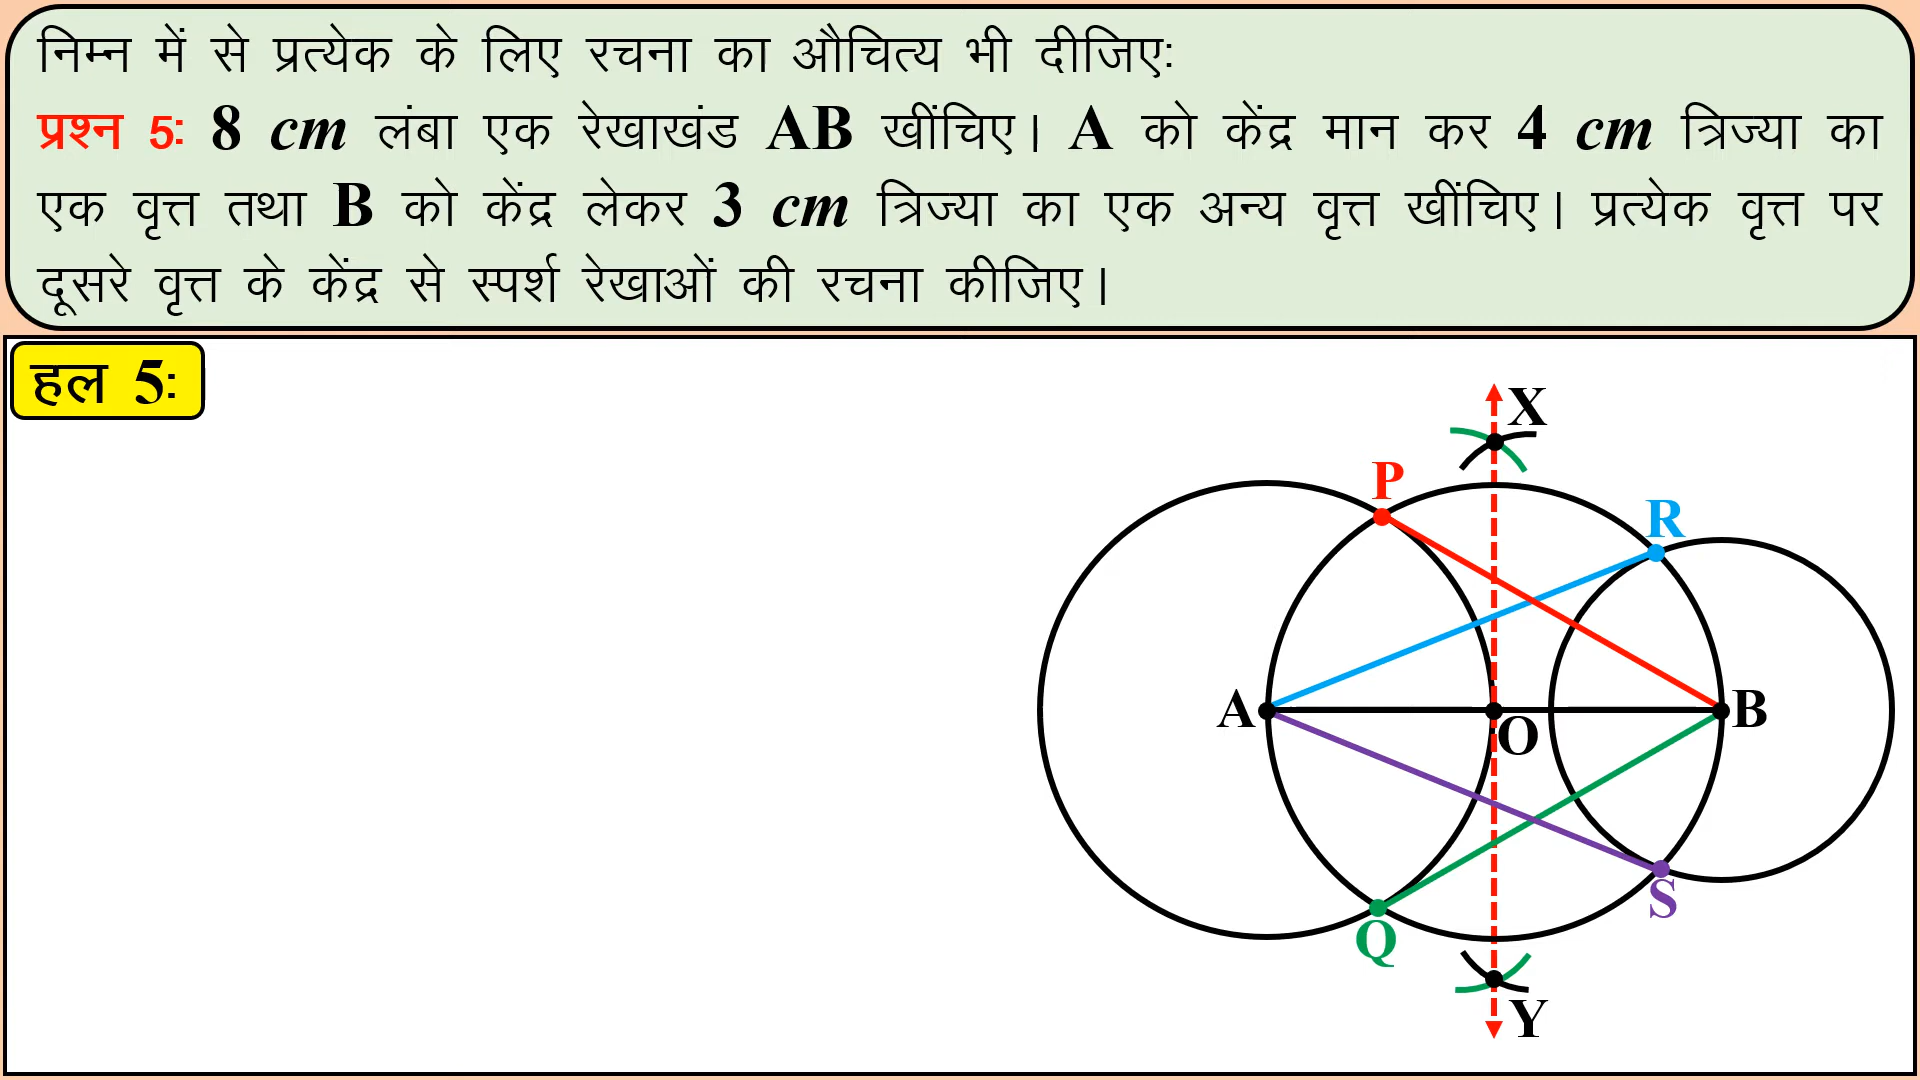 निम्न में से प्रत्येक के लिए रचना का औचित्य भी दीजिए:
प्रश्न 5: 8 cm लंबा एक रेखाखंड AB खींचिए। A को केंद्र मान कर 4 cm त्रिज्या का
एक वृत्त तथा B को केंद्र लेकर 3 cm त्रिज्या का एक अन्य वृत्त खींचिए। प्रत्येक वृत्त पर
दूसरे वृत्त के केंद्र से स्पर्श रेखाओं की रचना कीजिए।
हल 5:
X
P
R
A
B
O
S
Q
Y